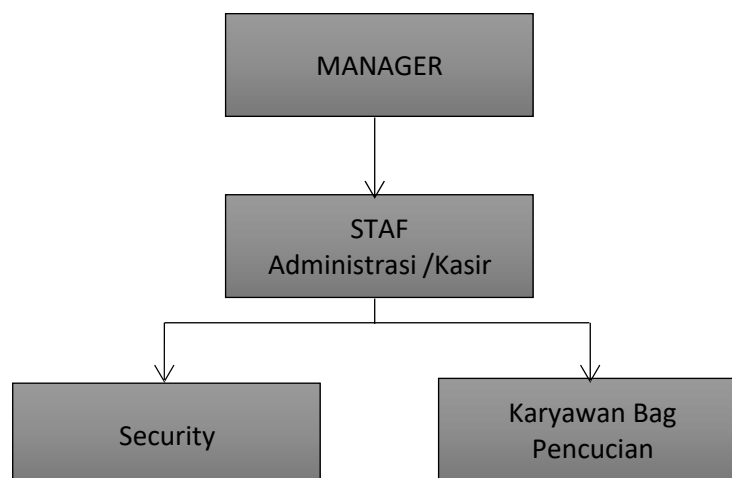 MANAGER
STAF
Administrasi /Kasir
Security
Karyawan Bag
Pencucian